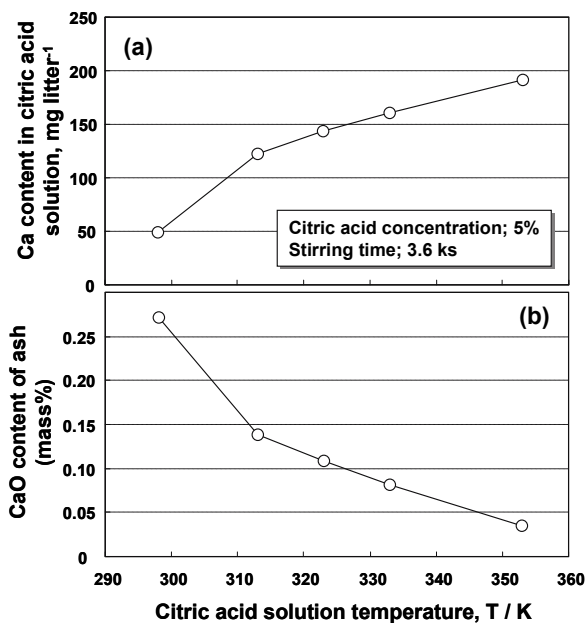 250
200
150
100
50
0
(a)
Ca content in citric acid
solution, mg litter-1
Citric acid concentration; 5%
Stirring time; 3.6 ks
(b)
0.25
0.20
0.15
0.10
0.05
0
CaO content of ash
(mass%)
290 300 310 320 330 340 350 360
Citric acid solution temperature, T / K